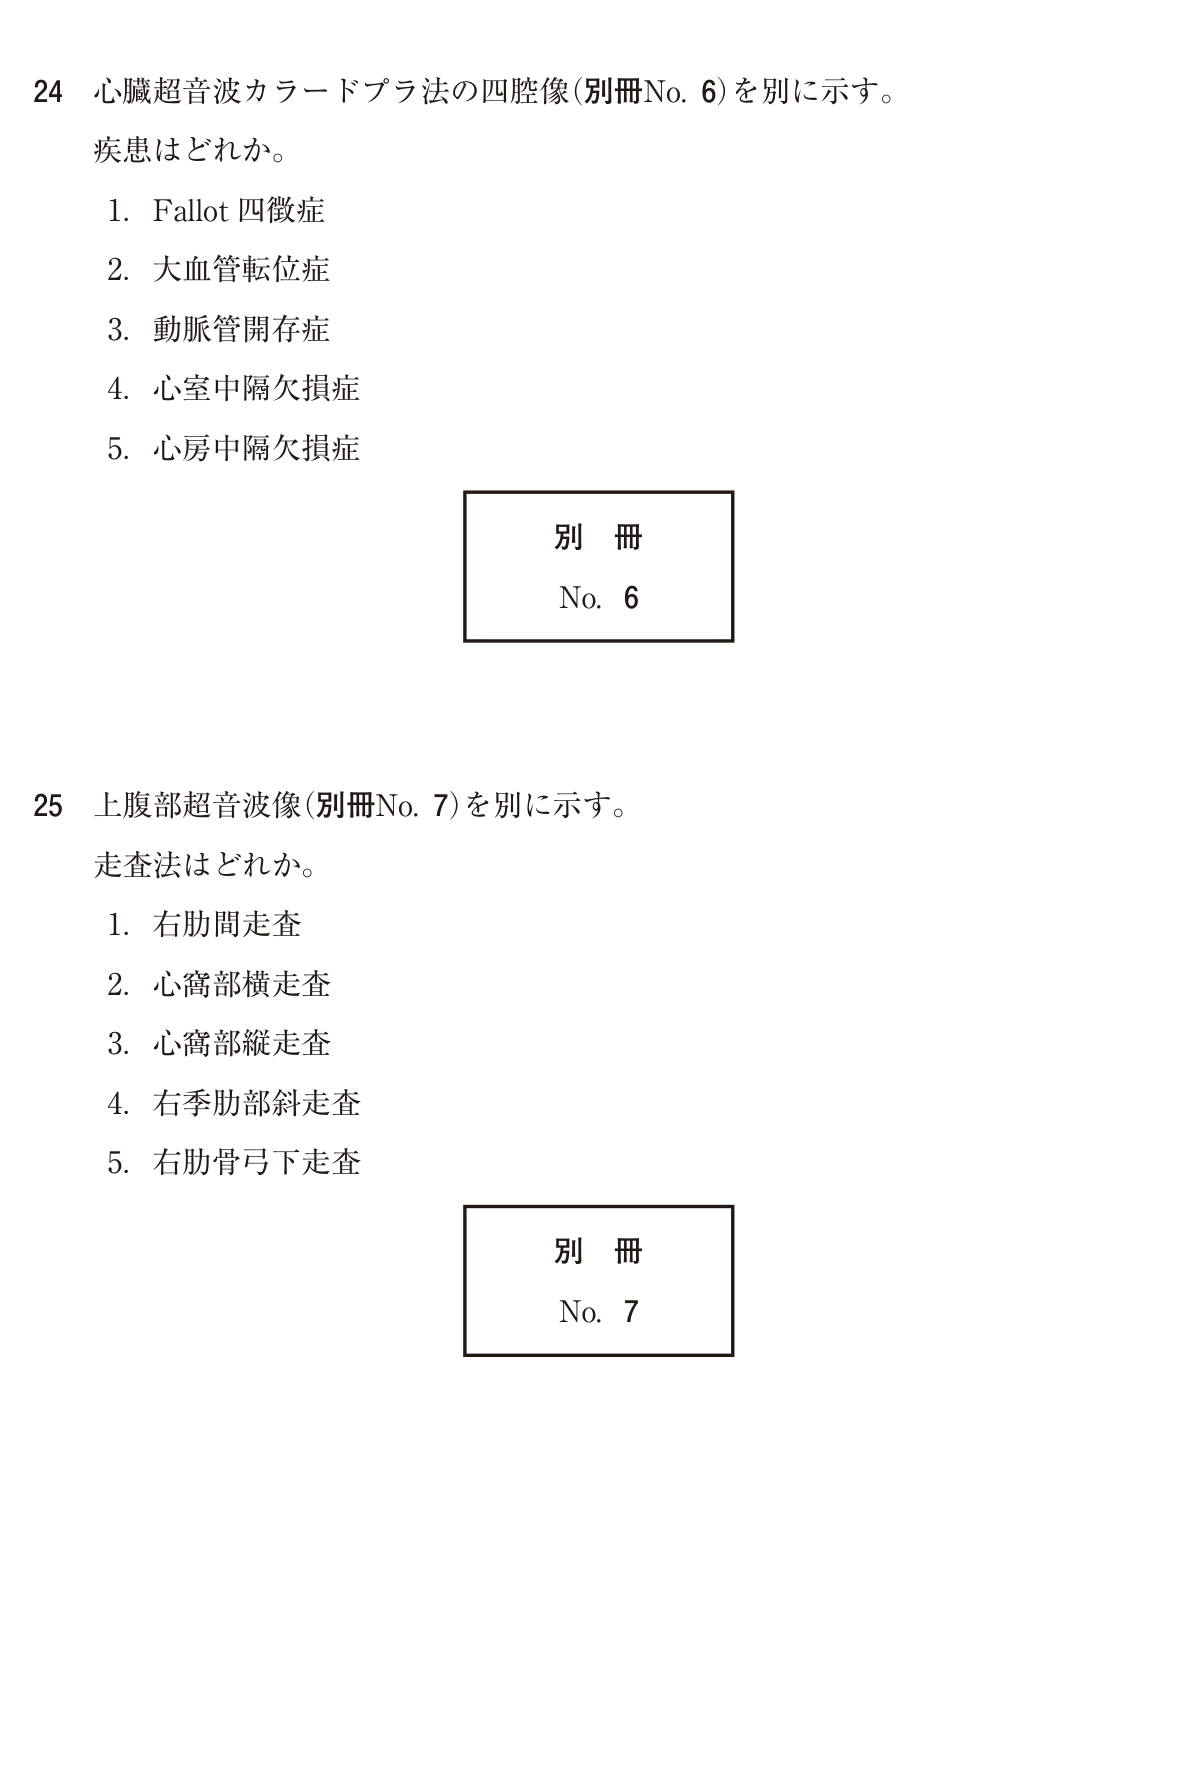 24 心臓超音波カラードプラ法の四腔像(別冊No. 6)を別に示す。
疾患はどれか。
1. Fallot 四徴症
2. 大血管転位症
3. 動脈管開存症
4. 心室中隔欠損症
5. 心房中隔欠損症
別 冊
No. 6
25 上腹部超音波像(別冊No. 7)を別に示す。
走査法はどれか。
1. 右肋間走査
2. 心窩部横走査
3. 心窩部縦走査
4. 右季肋部斜走査
5. 右肋骨弓下走査
別 冊
No. 7